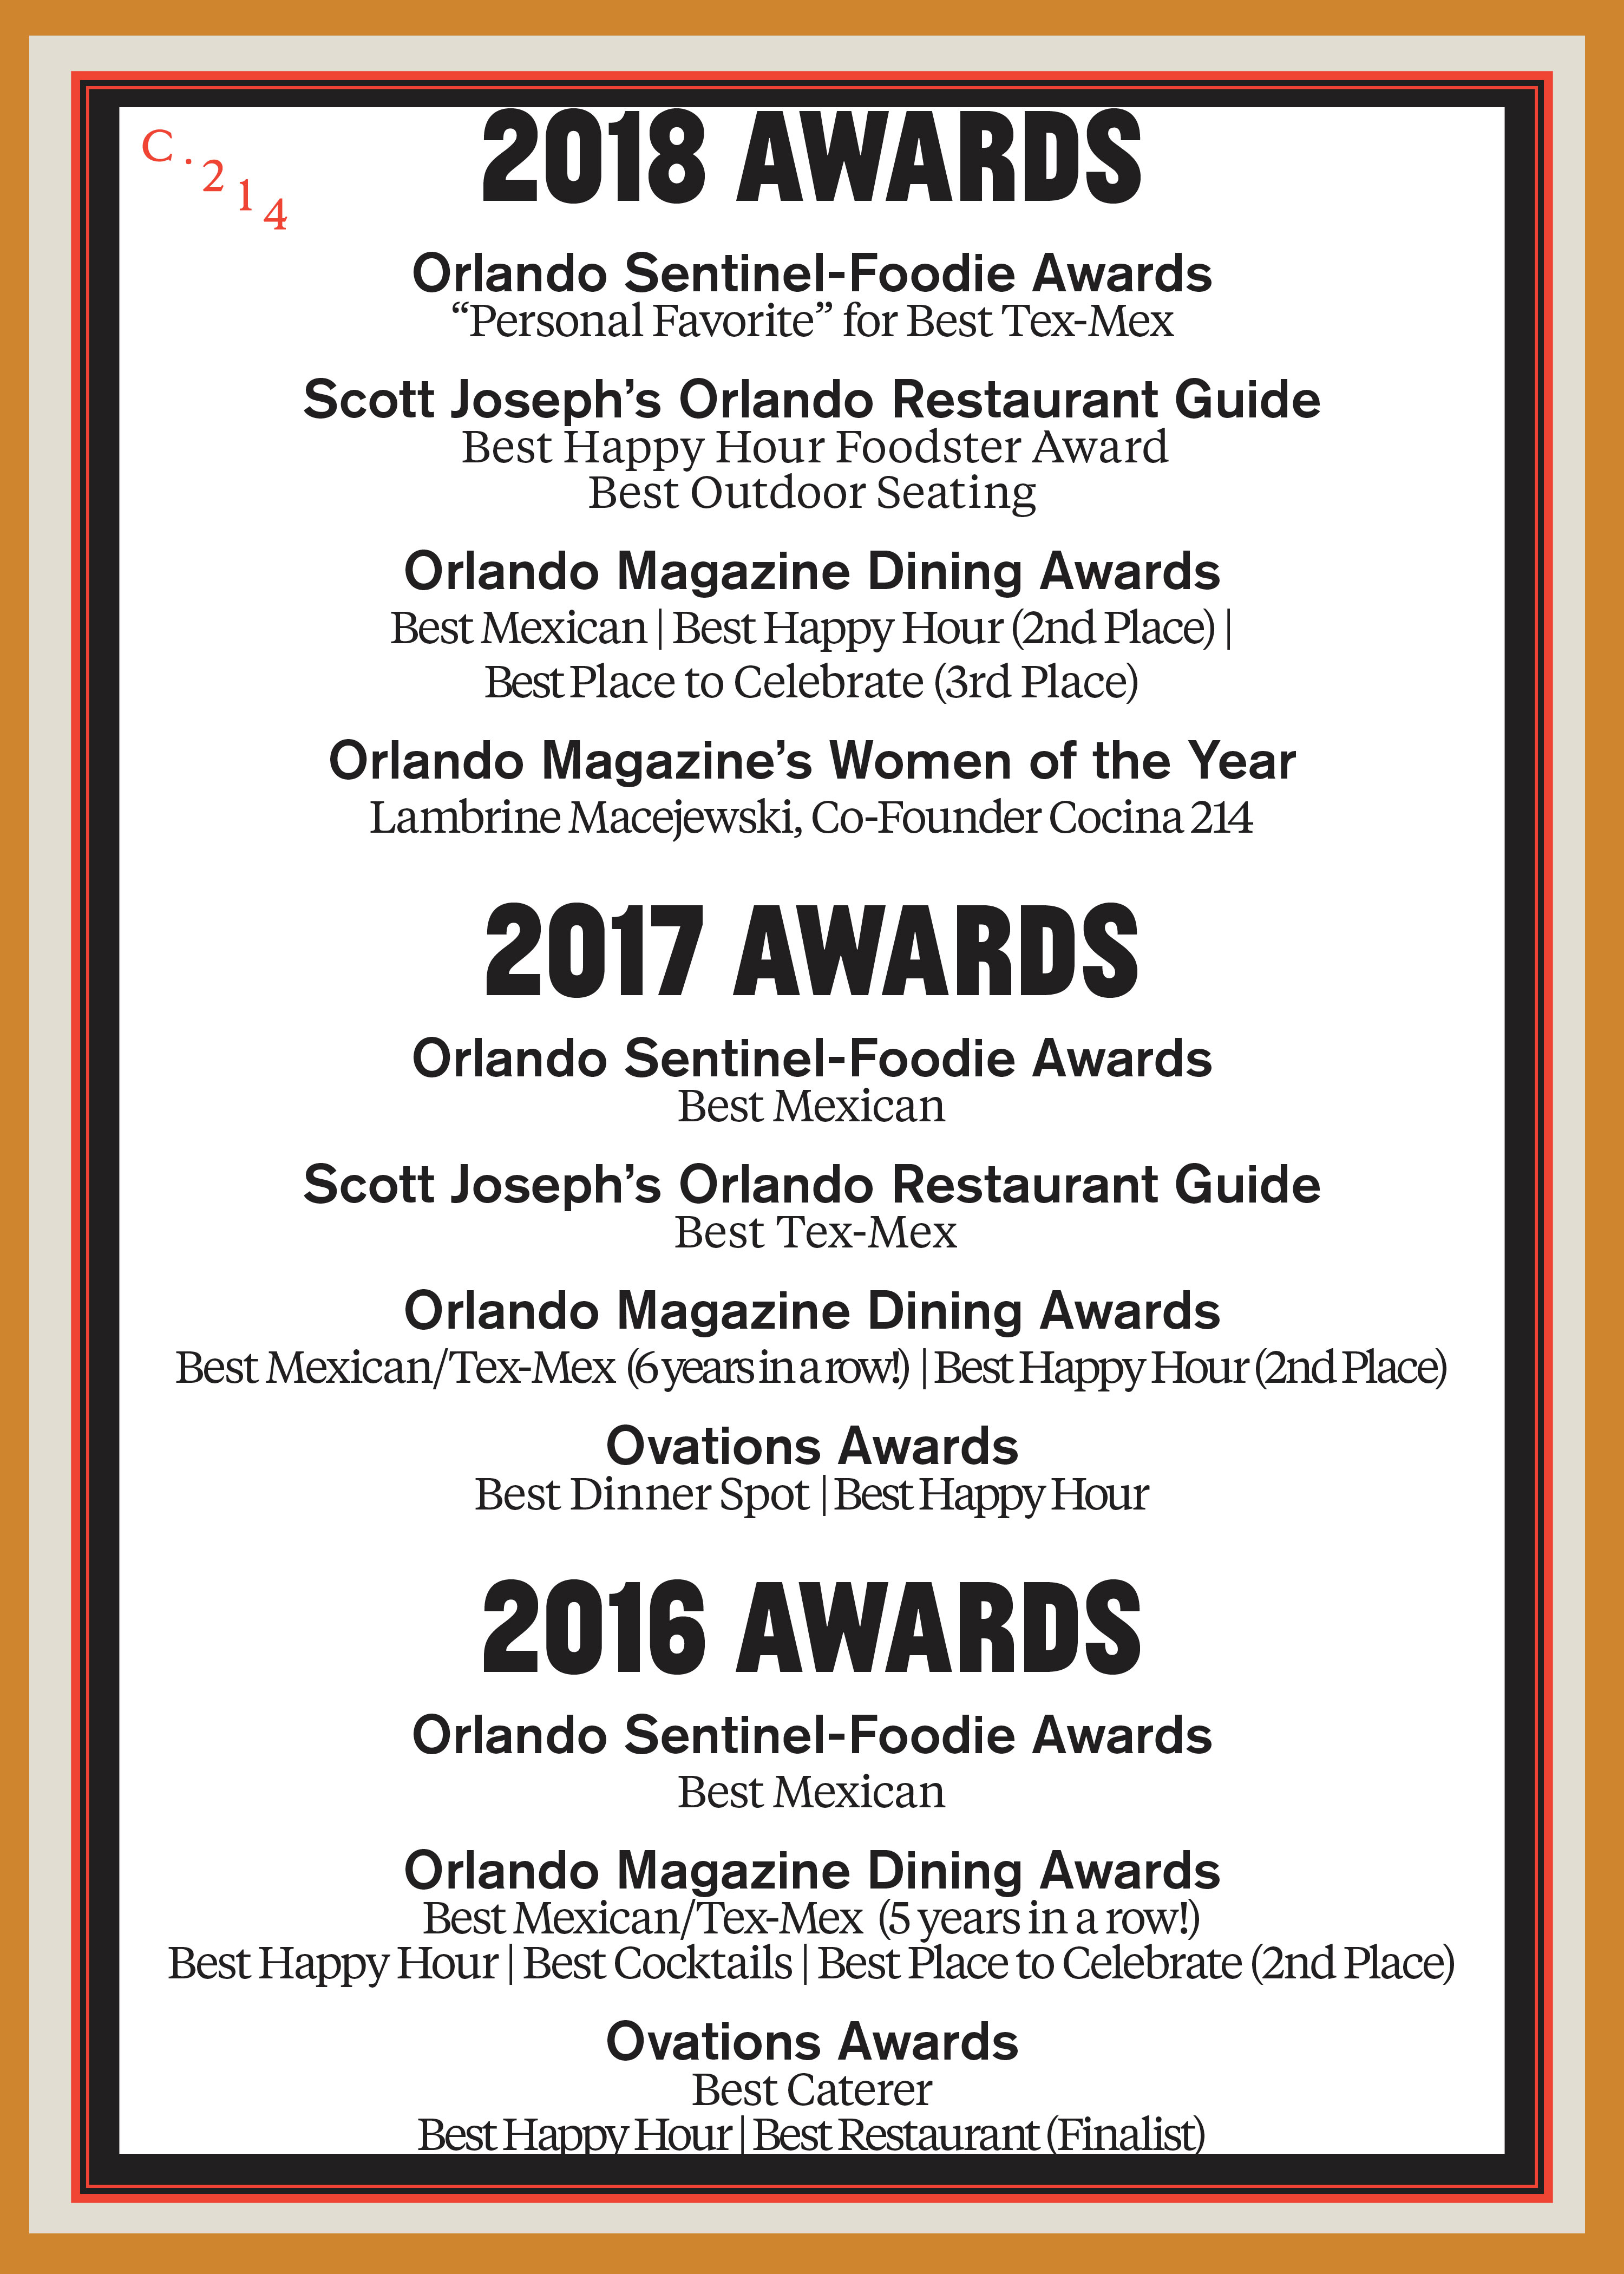 C.214
2018 AWARDS
Orlando Sentinel-Foodie Awards
“Personal Favorite” for Best Tex-Mex
Scott Joseph’s Orlando Restaurant Guide
Best Happy Hour Foodster Award
Best Outdoor Seating
Orlando Magazine Dining Awards
Best Mexican | Best Happy Hour (2nd Place) |
Best Place to Celebrate (3rd Place)
Orlando Magazine’s Women of the Year
Lambrine Macejewski, Co-Founder Cocina 214
2017 AWARDS
Orlando Sentinel-Foodie Awards
Best Mexican
Scott Joseph’s Orlando Restaurant Guide
Best Tex-Mex
Orlando Magazine Dining Awards
Best Mexican/Tex-Mex (6 years in a row!) | Best Happy Hour (2nd Place)
Ovations Awards
Best Dinner Spot | Best Happy Hour
2016 AWARDS
Orlando Sentinel-Foodie Awards
Best Mexican
Orlando Magazine Dining Awards
Best Mexican/Tex-Mex (5 years in a row!)
Best Happy Hour | Best Cocktails | Best Place to Celebrate (2nd Place)
Ovations Awards
Best Caterer
Best Happy Hour | Best Restaurant (Finalist)